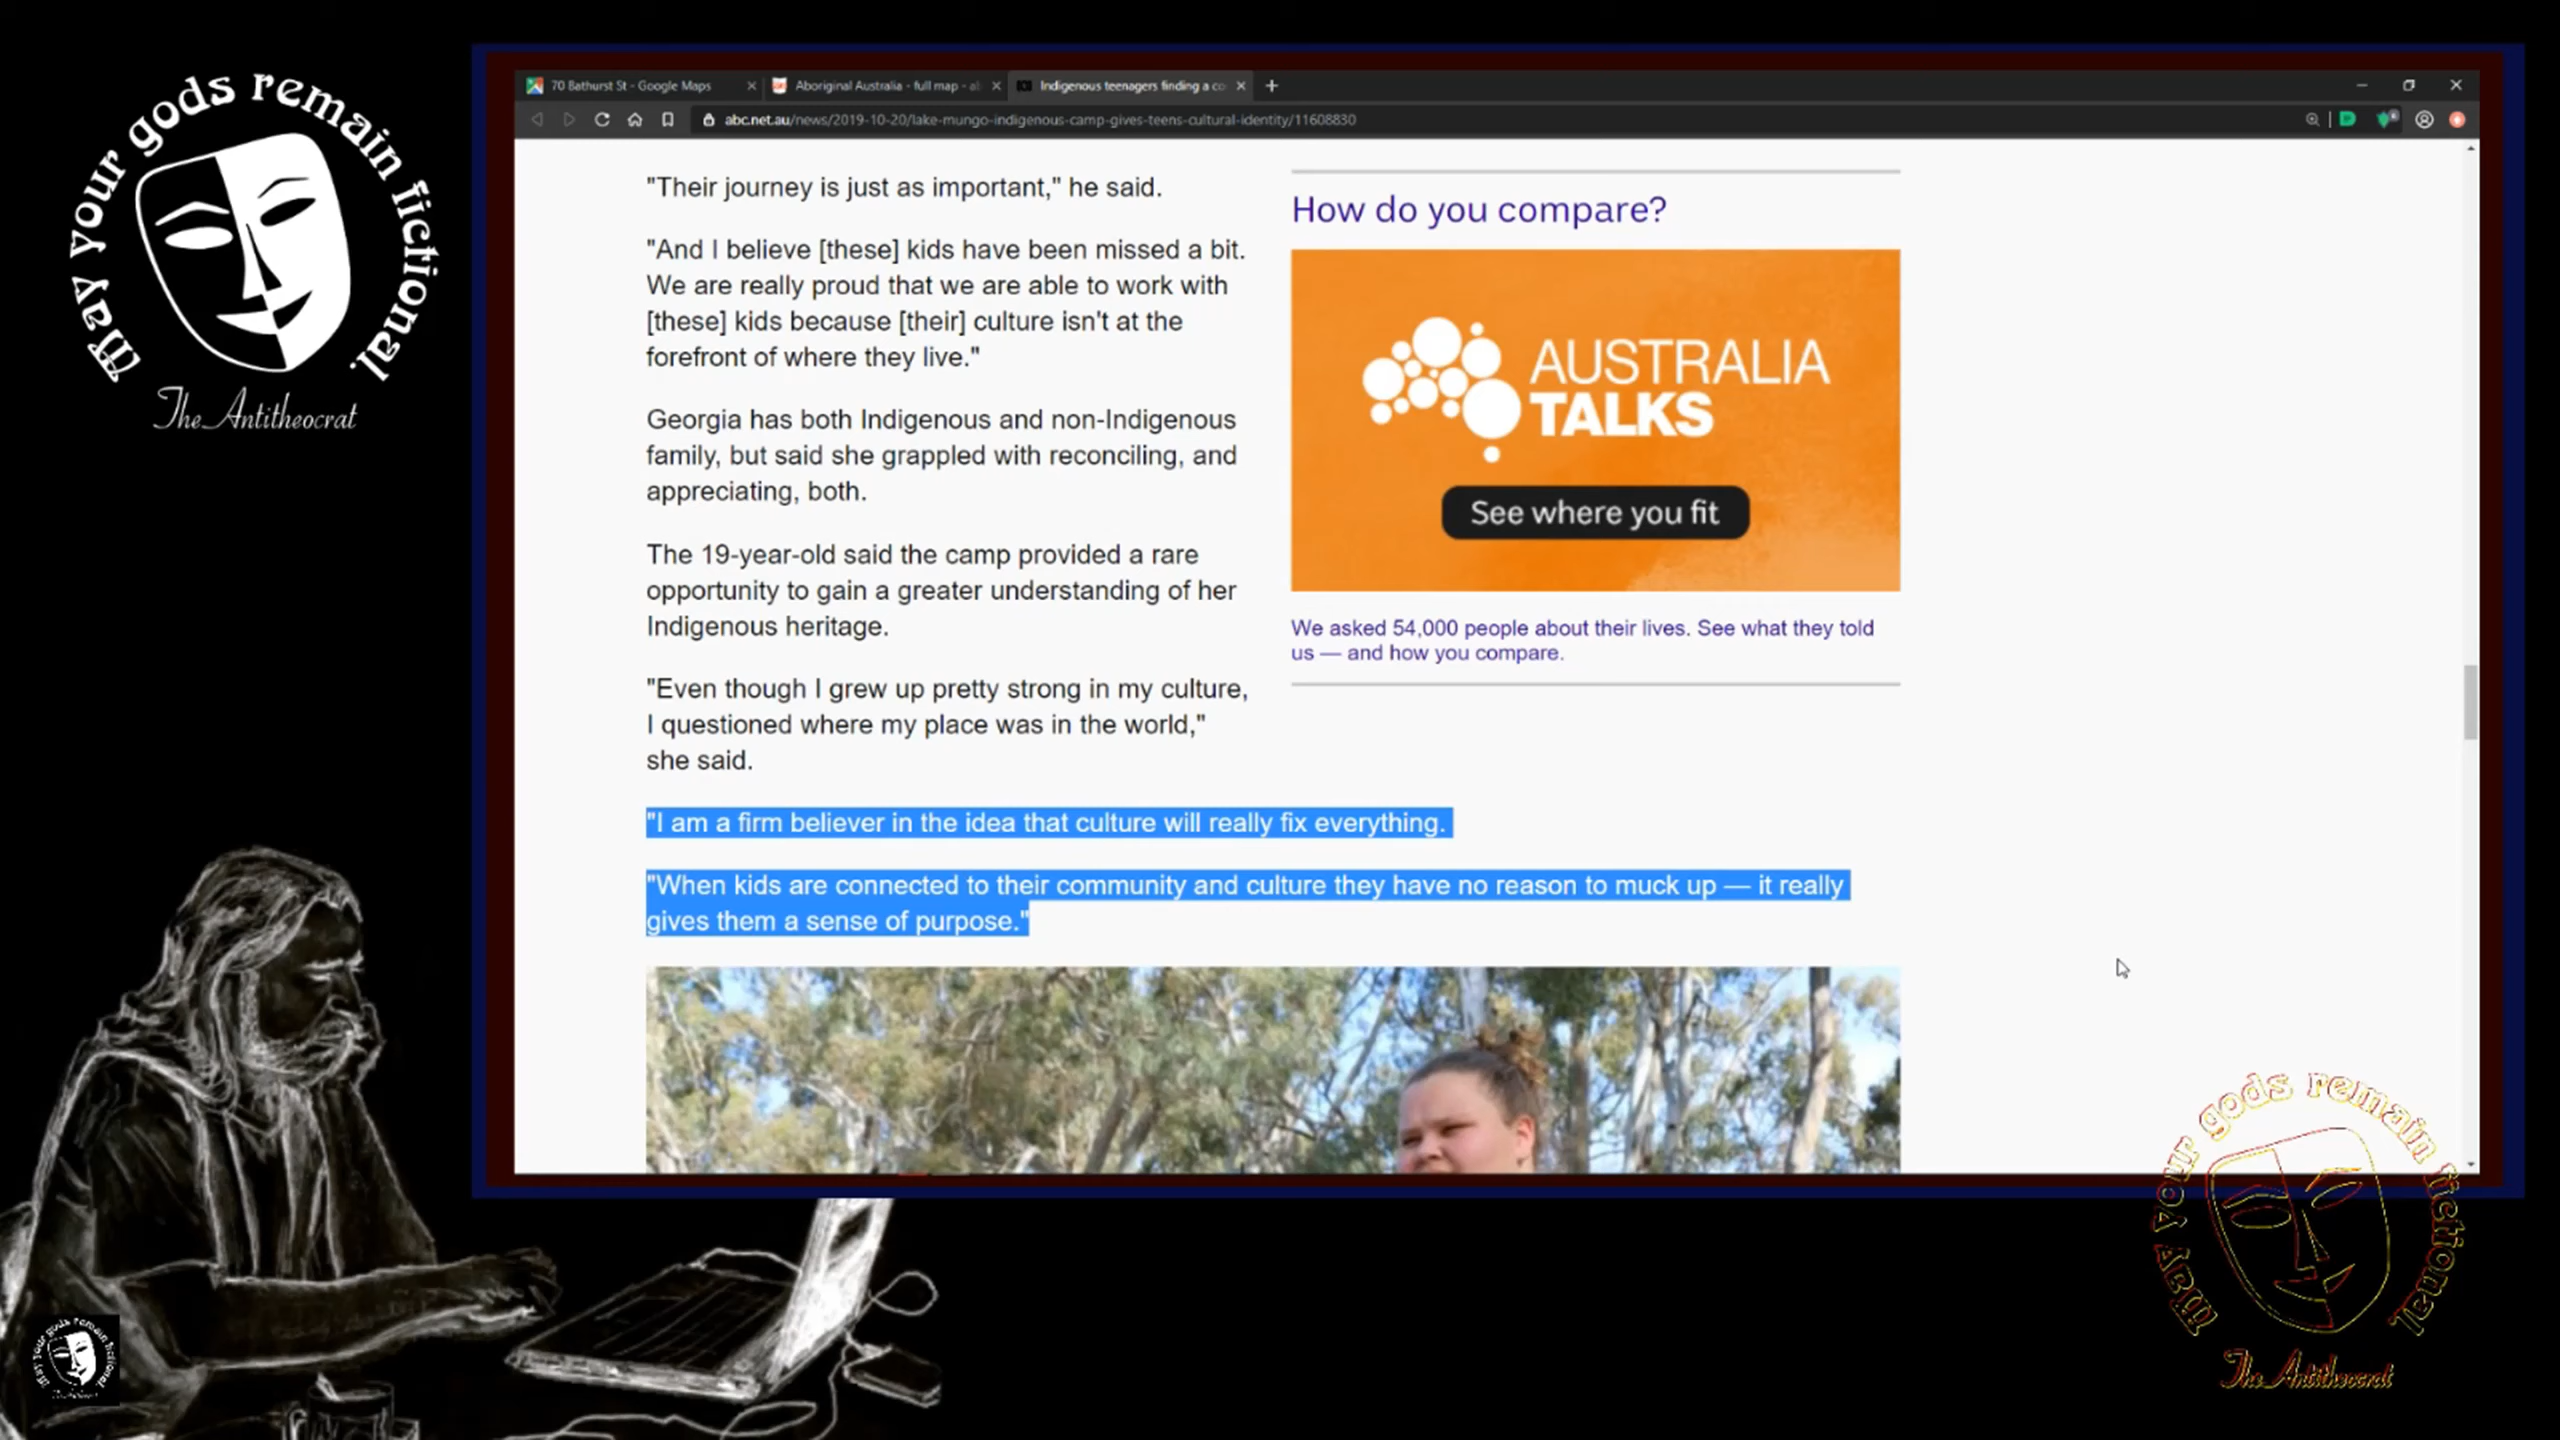 May your gods remain fictional.
The Antitheocrat
70 Bathurst St - Google Maps
Aboriginal Australia - full map - a
Indigenous teenagers finding a co
abc.net.au/news/2019-10-20/lake-mungo-indigenous-camp-gives-teens-cultural-identity/11608830
"Their journey is just as important," he said.
"And I believe [these] kids have been missed a bit.
We are really proud that we are able to work with
[these] kids because [their] culture isn't at the
forefront of where they live."
Georgia has both Indigenous and non-Indigenous
family, but said she grappled with reconciling, and
appreciating, both.
The 19-year-old said the camp provided a rare
opportunity to gain a greater understanding of her
Indigenous heritage.
"Even though I grew up pretty strong in my culture,
I questioned where my place was in the world,"
she said.
"I am a firm believer in the idea that culture will really fix everything.
"When kids are connected to their community and culture they have no reason to muck up — it really
gives them a sense of purpose."
How do you compare?
AUSTRALIA
TALKS
See where you fit
We asked 54,000 people about their lives. See what they told
us — and how you compare.
May your gods remain fictional.
The Antitheocrat
May your gods remain fictional.
The Antitheocrat